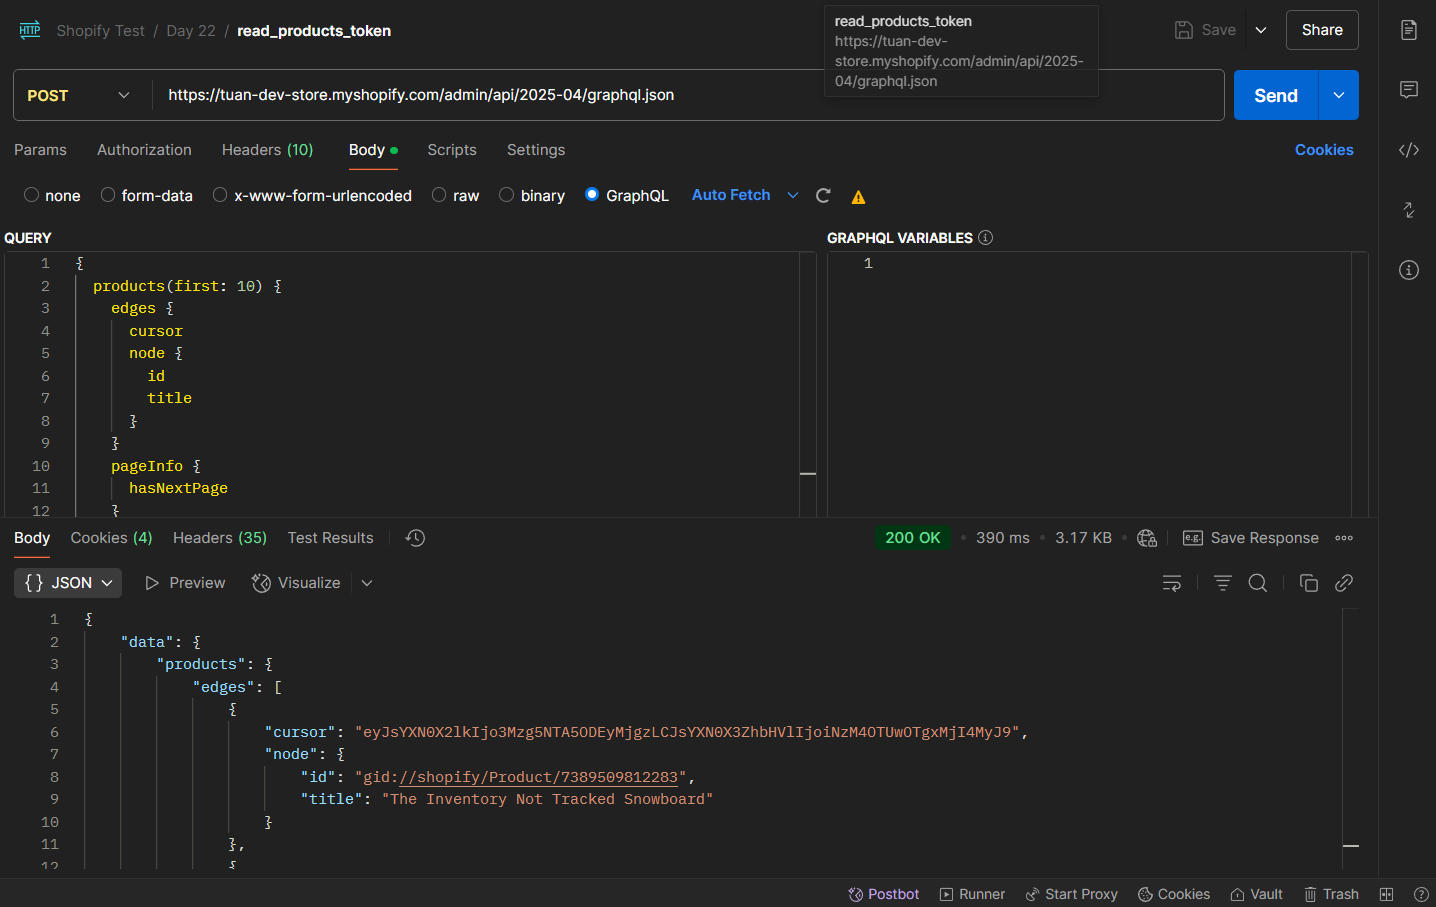 HTTP Shopify Test / Day 22 / read_products_token
read_products_token
https://tuan-dev-
store.myshopify.com/admin/api/2025-
04/graphql.json
Save
Share
POST https://tuan-dev-store.myshopify.com/admin/api/2025-04/graphql.json
Send
Params Authorization Headers (10) Body Scripts Settings Cookies
none form-data x-www-form-urlencoded raw binary GraphQL Auto Fetch
QUERY
1 {
2 products(first: 10) {
3 edges {
4 cursor
5 node {
6 id
7 title
8 }
9 }
10 pageInfo {
11 hasNextPage
12 }
GRAPHQL VARIABLES
1
Body Cookies (4) Headers (35) Test Results 200 OK 390 ms 3.17 KB e.g. Save Response
{} JSON Preview Visualize
1 {
2 "data": {
3 "products": {
4 "edges": [
5 {
6 "cursor": "eyJsYXN0X2lkIjo3Mzg5NTA5ODEyMjgzLCJsYXN0X3ZhbHVlIjoiNzM4OTUwOTgxMjI4MyJ9",
7 "node": {
8 "id": "gid://shopify/Product/7389509812283",
9 "title": "The Inventory Not Tracked Snowboard"
10 }
11 },
12 {
Postbot Runner Start Proxy Cookies Vault Trash